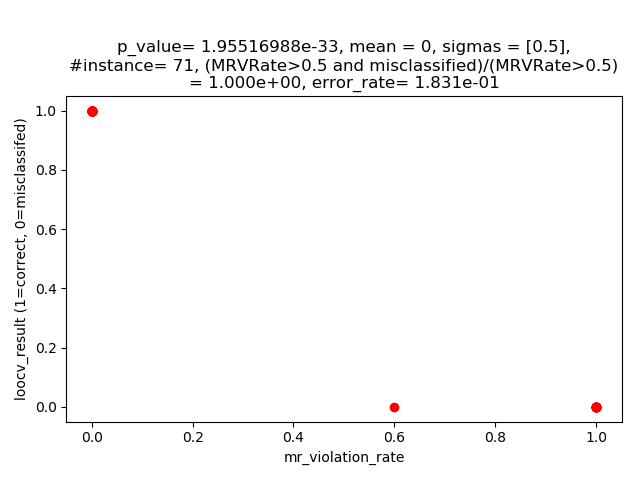 p_value= 1.95516988e-33, mean = 0, sigmas = [0.5],
#instance= 71, (MRVRate>0.5 and misclassified)/(MRVRate>0.5)
= 1.000e+00, error_rate= 1.831e-01
loocv_result (1=correct, 0=misclassifed)
1.0
0.8
0.6
0.4
0.2
0.0
0.0 0.2 0.4 0.6 0.8 1.0
mr_violation_rate